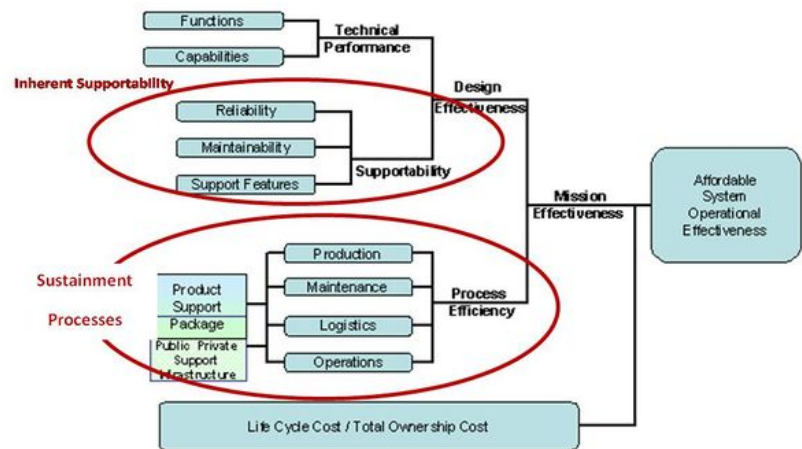 Functions
Capabilities
Technical
Performance
Inherent Supportability
Reliability
Maintainability
Support Features
Supportability
Design
Effectiveness
Mission
Effectiveness
Affordable
System
Operational
Effectiveness
Sustainment
Processes
Product
Support
Package
Public Private
Support
Infrastructure
Production
Maintenance
Logistics
Operations
Process
Efficiency
Life Cycle Cost / Total Ownership Cost